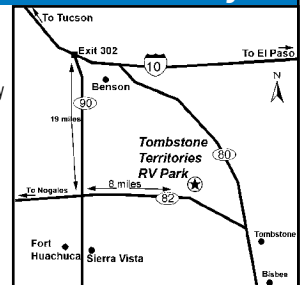 To Tucson
Exit 302
10
To El Paso
N
Benson
90
19 miles
Tombstone
Territories
RV Park
80
To Nogales
8 miles
82
Tombstone
Fort
Huachuca
Sierra Vista
Bisbee